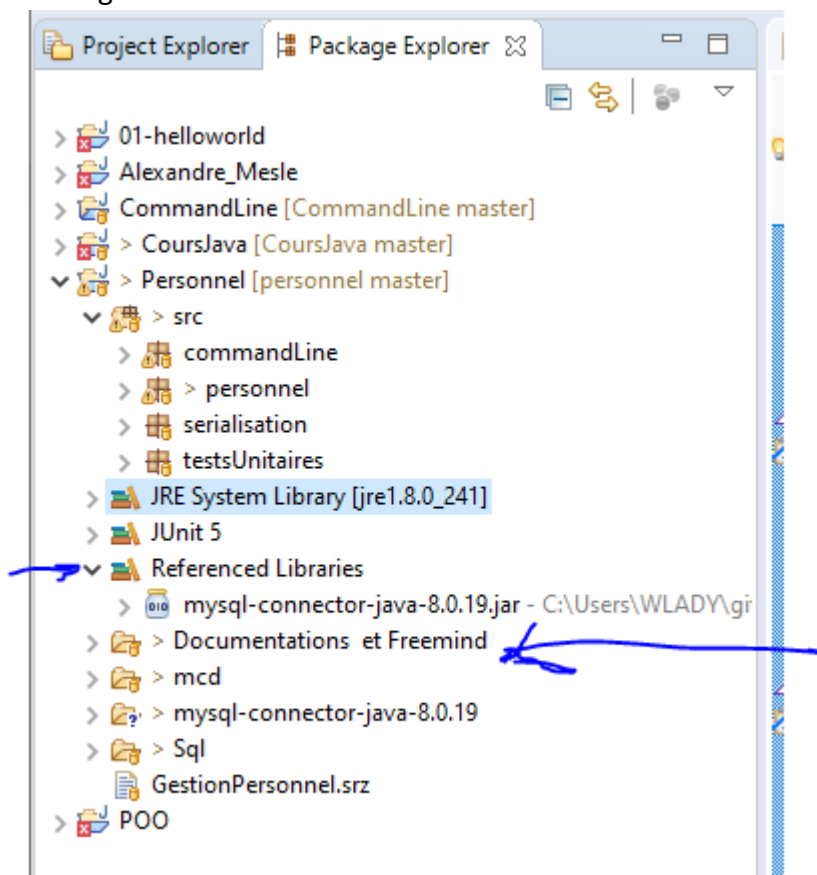 Project Explorer Package Explorer
01-helloworld
Alexandre_Mesle
CommandLine [CommandLine master]
> CoursJava [CoursJava master]
> Personnel [personnel master]
> src
commandLine
> personnel
serialisation
testsUnitaires
JRE System Library [jre1.8.0_241]
JUnit 5
Referenced Libraries
mysql-connector-java-8.0.19.jar - C:\Users\WLADY\gi
> Documentations et Freemind
> mcd
> mysql-connector-java-8.0.19
> Sql
GestionPersonnel.srz
POO